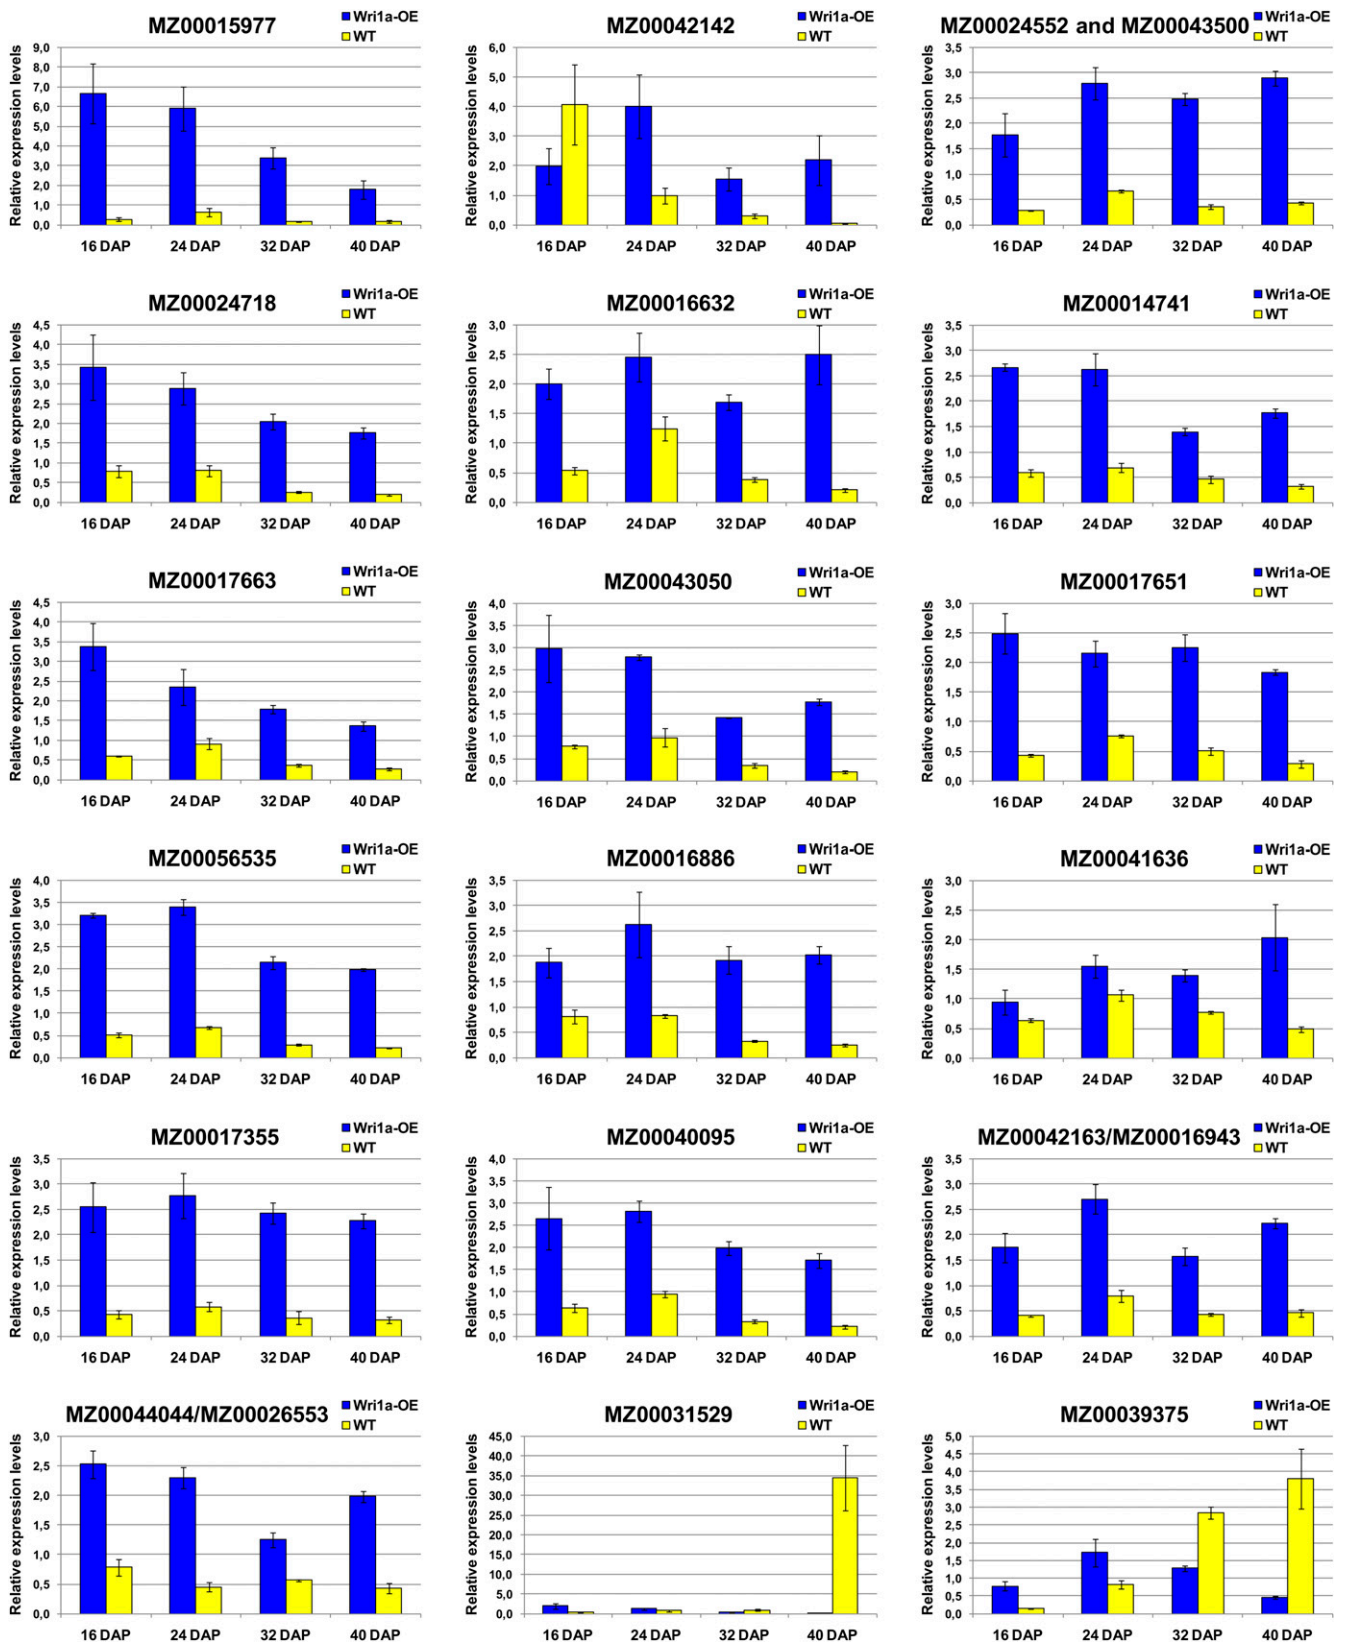 MZ00015977
Wri1a-OE
WT
Relative expression levels
9,0
8,0
7,0
6,0
5,0
4,0
3,0
2,0
1,0
0,0
16 DAP 24 DAP 32 DAP 40 DAP
MZ00042142
Wri1a-OE
WT
Relative expression levels
6,0
5,0
4,0
3,0
2,0
1,0
0,0
16 DAP 24 DAP 32 DAP 40 DAP
MZ00024552 and MZ00043500
Wri1a-OE
WT
Relative expression levels
3,5
3,0
2,5
2,0
1,5
1,0
0,5
0,0
16 DAP 24 DAP 32 DAP 40 DAP
MZ00024718
Wri1a-OE
WT
Relative expression levels
4,5
4,0
3,5
3,0
2,5
2,0
1,5
1,0
0,5
0,0
16 DAP 24 DAP 32 DAP 40 DAP
MZ00016632
Wri1a-OE
WT
Relative expression levels
3,0
2,5
2,0
1,5
1,0
0,5
0,0
16 DAP 24 DAP 32 DAP 40 DAP
MZ00014741
Wri1a-OE
WT
Relative expression levels
3,5
3,0
2,5
2,0
1,5
1,0
0,5
0,0
16 DAP 24 DAP 32 DAP 40 DAP
MZ00017663
Wri1a-OE
WT
Relative expression levels
4,5
4,0
3,5
3,0
2,5
2,0
1,5
1,0
0,5
0,0
16 DAP 24 DAP 32 DAP 40 DAP
MZ00043050
Wri1a-OE
WT
Relative expression levels
4,0
3,5
3,0
2,5
2,0
1,5
1,0
0,5
0,0
16 DAP 24 DAP 32 DAP 40 DAP
MZ00017651
Wri1a-OE
WT
Relative expression levels
3,0
2,5
2,0
1,5
1,0
0,5
0,0
16 DAP 24 DAP 32 DAP 40 DAP
MZ00056535
Wri1a-OE
WT
Relative expression levels
4,0
3,5
3,0
2,5
2,0
1,5
1,0
0,5
0,0
16 DAP 24 DAP 32 DAP 40 DAP
MZ00016886
Wri1a-OE
WT
Relative expression levels
3,5
3,0
2,5
2,0
1,5
1,0
0,5
0,0
16 DAP 24 DAP 32 DAP 40 DAP
MZ00041636
Wri1a-OE
WT
Relative expression levels
3,0
2,5
2,0
1,5
1,0
0,5
0,0
16 DAP 24 DAP 32 DAP 40 DAP
MZ00017355
Wri1a-OE
WT
Relative expression levels
3,5
3,0
2,5
2,0
1,5
1,0
0,5
0,0
16 DAP 24 DAP 32 DAP 40 DAP
MZ00040095
Wri1a-OE
WT
Relative expression levels
4,0
3,5
3,0
2,5
2,0
1,5
1,0
0,5
0,0
16 DAP 24 DAP 32 DAP 40 DAP
MZ00042163/MZ00016943
Wri1a-OE
WT
Relative expression levels
3,5
3,0
2,5
2,0
1,5
1,0
0,5
0,0
16 DAP 24 DAP 32 DAP 40 DAP
MZ00044044/MZ00026553
Wri1a-OE
WT
Relative expression levels
3,0
2,5
2,0
1,5
1,0
0,5
0,0
16 DAP 24 DAP 32 DAP 40 DAP
MZ00031529
Wri1a-OE
WT
Relative expression levels
45,0
40,0
35,0
30,0
25,0
20,0
15,0
10,0
5,0
0,0
16 DAP 24 DAP 32 DAP 40 DAP
MZ00039375
Wri1a-OE
WT
Relative expression levels
5,0
4,5
4,0
3,5
3,0
2,5
2,0
1,5
1,0
0,5
0,0
16 DAP 24 DAP 32 DAP 40 DAP